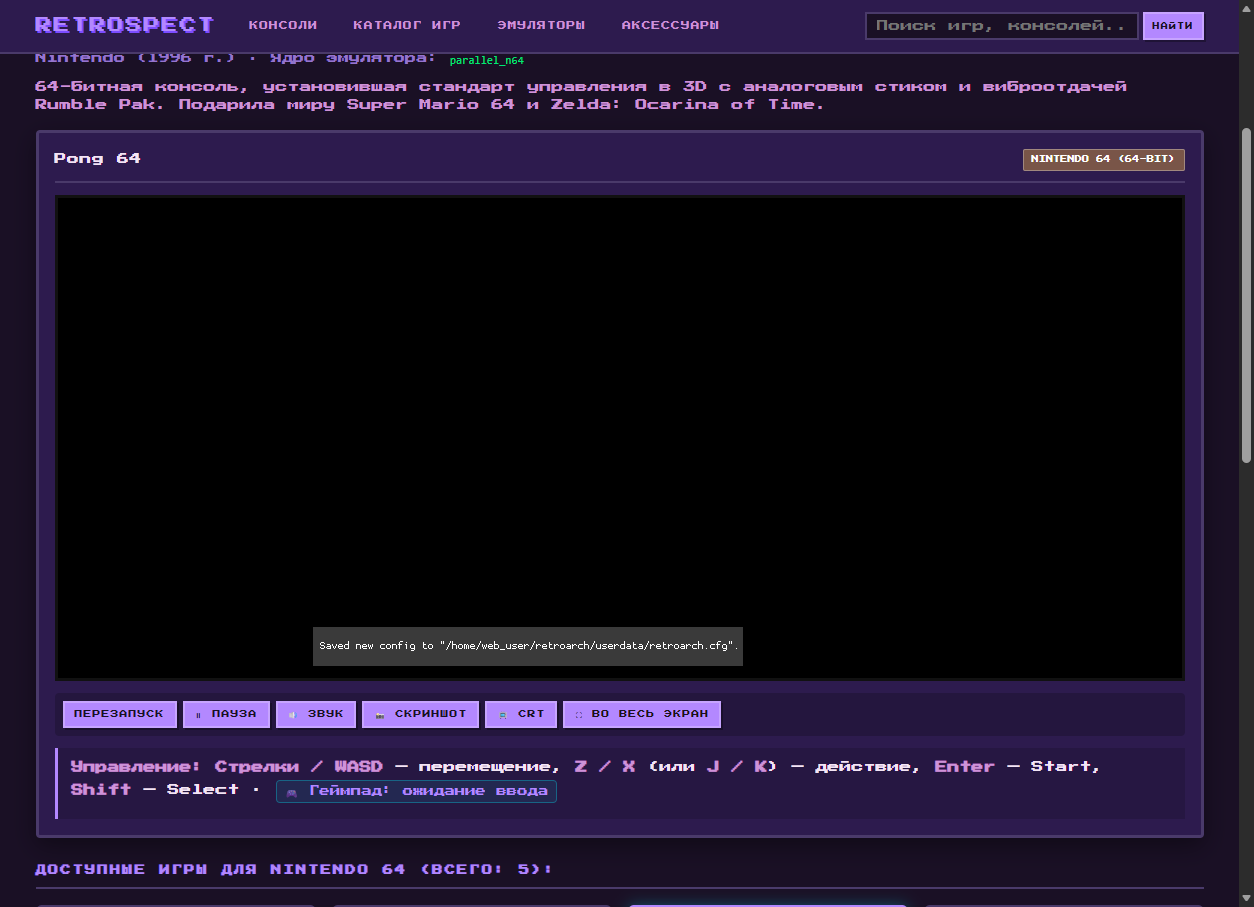 RETROSPECT
КОНСОЛИ
КАТАЛОГ ИГР
ЭМУЛЯТОРЫ
АКСЕССУАРЫ
Поиск игр, консолей..
НАЙТИ
Nintendo (1996 г.) · Ядро эмулятора: parallel_n64
64-битная консоль, установившая стандарт управления в 3D с аналоговым стиком и виброотдачей
Rumble Pak. Подарила миру Super Mario 64 и Zelda: Ocarina of Time.
Pong 64
NINTENDO 64 (64-BIT)
Saved new config to "/home/web_user/retroarch/userdata/retroarch.cfg".
ПЕРЕЗАПУСК
ПАУЗА
ЗВУК
СКРИНШОТ
CRT
ВО ВЕСЬ ЭКРАН
Управление: Стрелки / WASD — перемещение, Z / X (или J / K) — действие, Enter — Start,
Shift — Select · Геймпад: ожидание ввода
ДОСТУПНЫЕ ИГРЫ ДЛЯ NINTENDO 64 (ВСЕГО: 5):